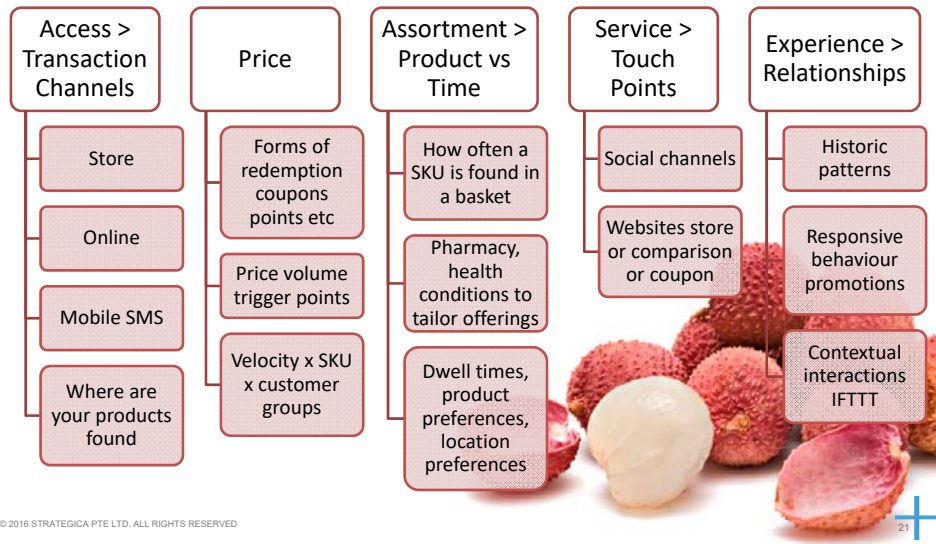 Access >
Transaction
Channels
Store
Online
Mobile SMS
Where are
your products
found
Price
Forms of
redemption
coupons
points etc
Price volume
trigger points
Velocity x SKU
x customer
groups
Assortment >
Product vs
Time
How often a
SKU is found in
a basket
Pharmacy,
health
conditions to
tailor offerings
Dwell times,
product
preferences,
location
preferences
Service >
Touch
Points
Social channels
Websites store
or comparison
or coupon
Experience >
Relationships
Historic
patterns
Responsive
behaviour
promotions
Contextual
interactions
IFTTT
© 2016 STRATEGICA PTE LTD. ALL RIGHTS RESERVED
21